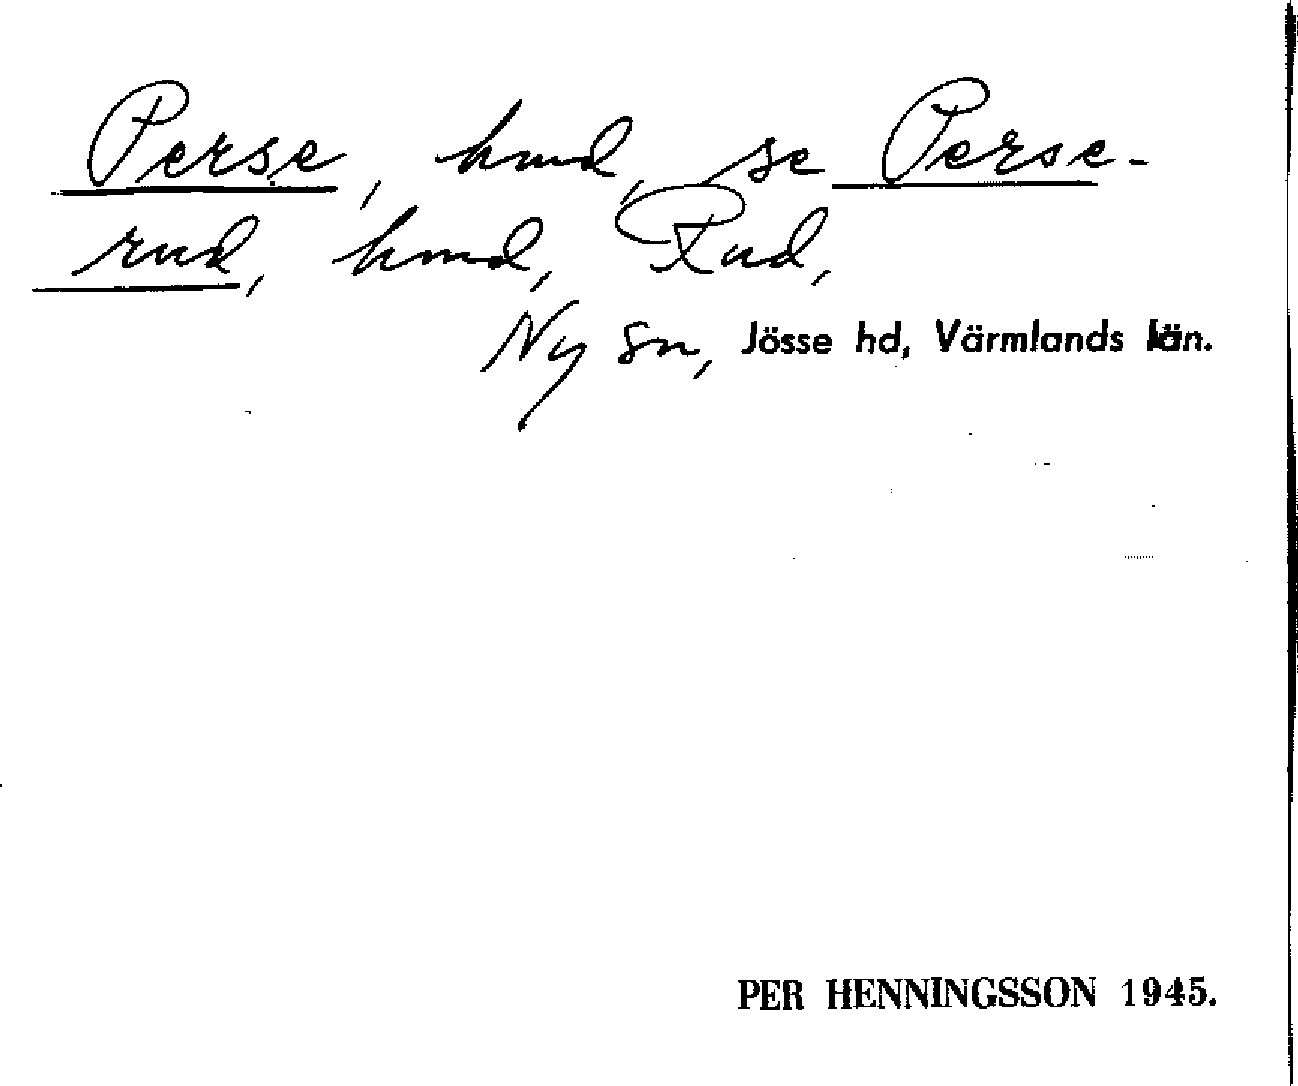 Perse, hmd, se Perse-
rud, hmd, Rud,
Ny sn, Jösse hd, Värmlands län.
PER HENNINGSSON 1945.